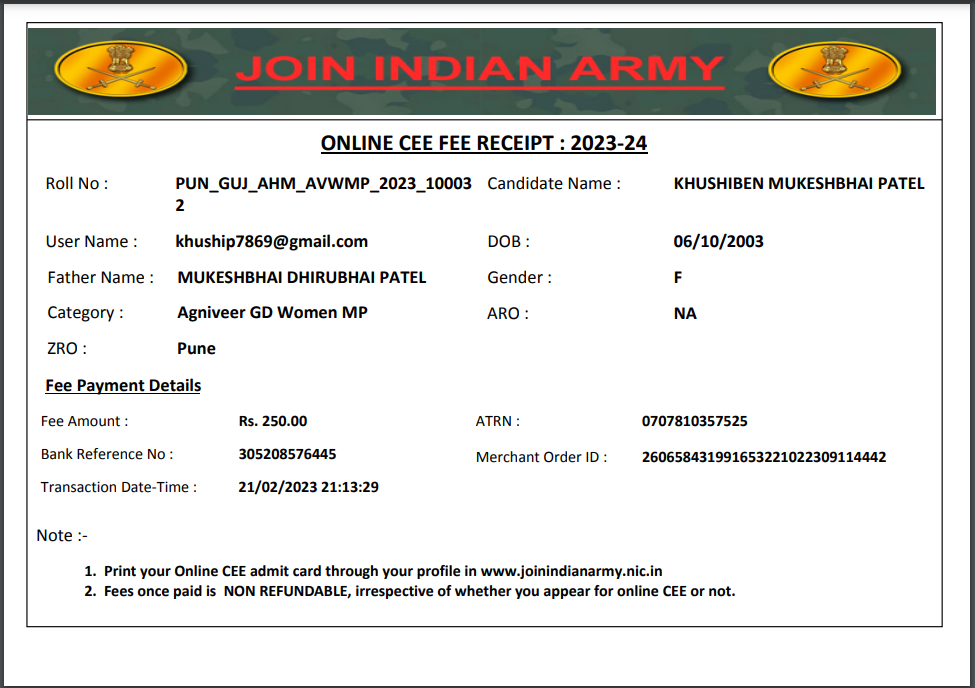 JOIN INDIAN ARMY
ONLINE CEE FEE RECEIPT : 2023-24
Roll No : PUN_GUJ_AHM_AVWMP_2023_10003 Candidate Name : KHUSHIBEN MUKESHBHAI PATEL
2
User Name : khuship7869@gmail.com DOB : 06/10/2003
Father Name : MUKESHBHAI DHIRUBHAI PATEL Gender : F
Category : Agniveer GD Women MP ARO : NA
ZRO : Pune
Fee Payment Details
Fee Amount : Rs. 250.00 ATRN : 0707810357525
Bank Reference No : 305208576445 Merchant Order ID : 260658431991653221022309114442
Transaction Date-Time : 21/02/2023 21:13:29
Note :-
1. Print your Online CEE admit card through your profile in www.joinindianarmy.nic.in
2. Fees once paid is NON REFUNDABLE, irrespective of whether you appear for online CEE or not.